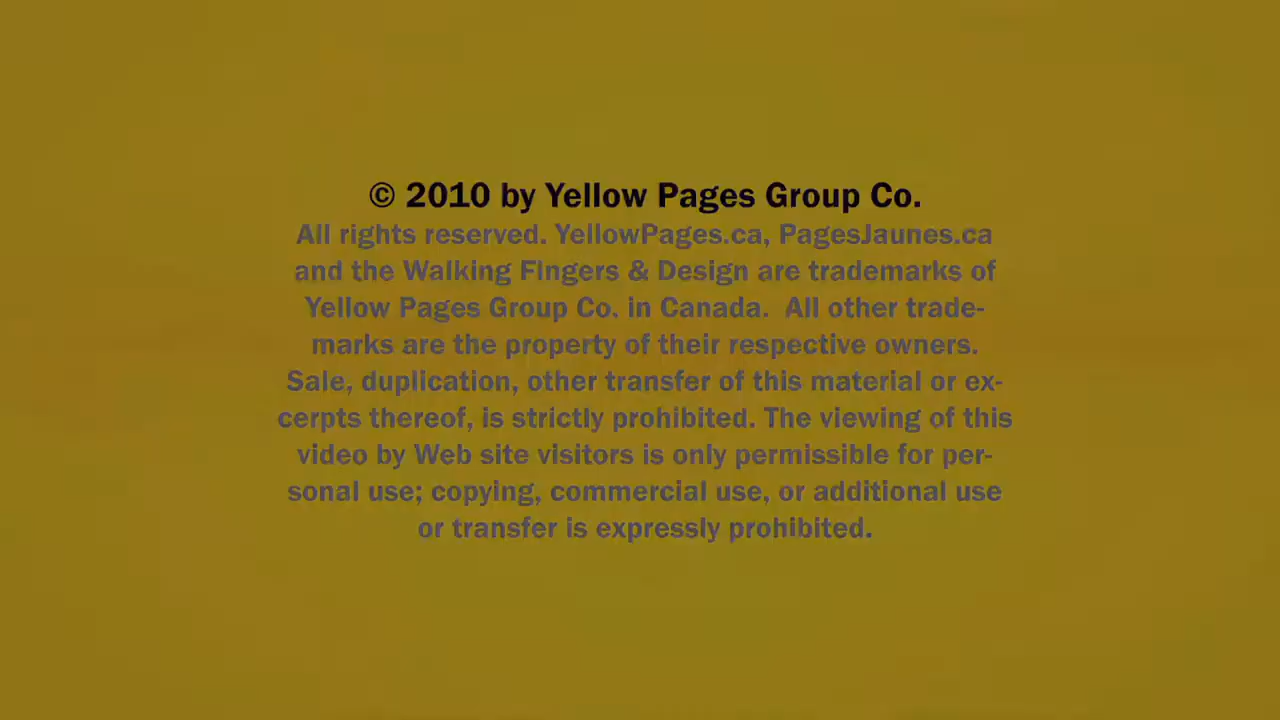 © 2010 by Yellow Pages Group Co.
All rights reserved. YellowPages.ca, PagesJaunes.ca
and the Walking FIngers & Design are trademarks of
Yellow Pages Group Co. in Canada.  All other trade-
marks are the property of their respective owners.
Sale, duplication, other transfer of this material or ex-
cerpts thereof, is strictly prohibited. The viewing of this
video by Web site visitors is only permissible for per-
sonal use; copying, commercial use, or additional use
or transfer is expressly prohibited.